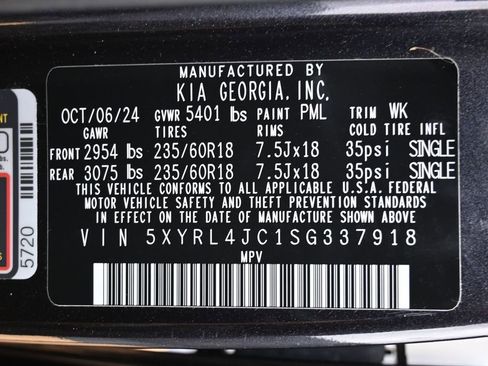 MANUFACTURED BY
KIA GEORGIA, INC.
OCT/06/24 GVWR 5401 lbs PAINT PML TRIM WK
GAWR TIRES RIMS COLD TIRE INFL
FRONT 2954 lbs 235/60R18 7.5Jx18 35psi SINGLE
REAR 3075 lbs 235/60R18 7.5Jx18 35psi SINGLE
THIS VEHICLE CONFORMS TO ALL APPLICABLE U.S.A. FEDERAL
MOTOR VEHICLE SAFETY AND THEFT PREVENTION STANDARDS
IN EFFECT ON THE DATE OF MANUFACTURE SHOWN ABOVE
VIN 5XYRL4JC1SG337918
MPV
5720